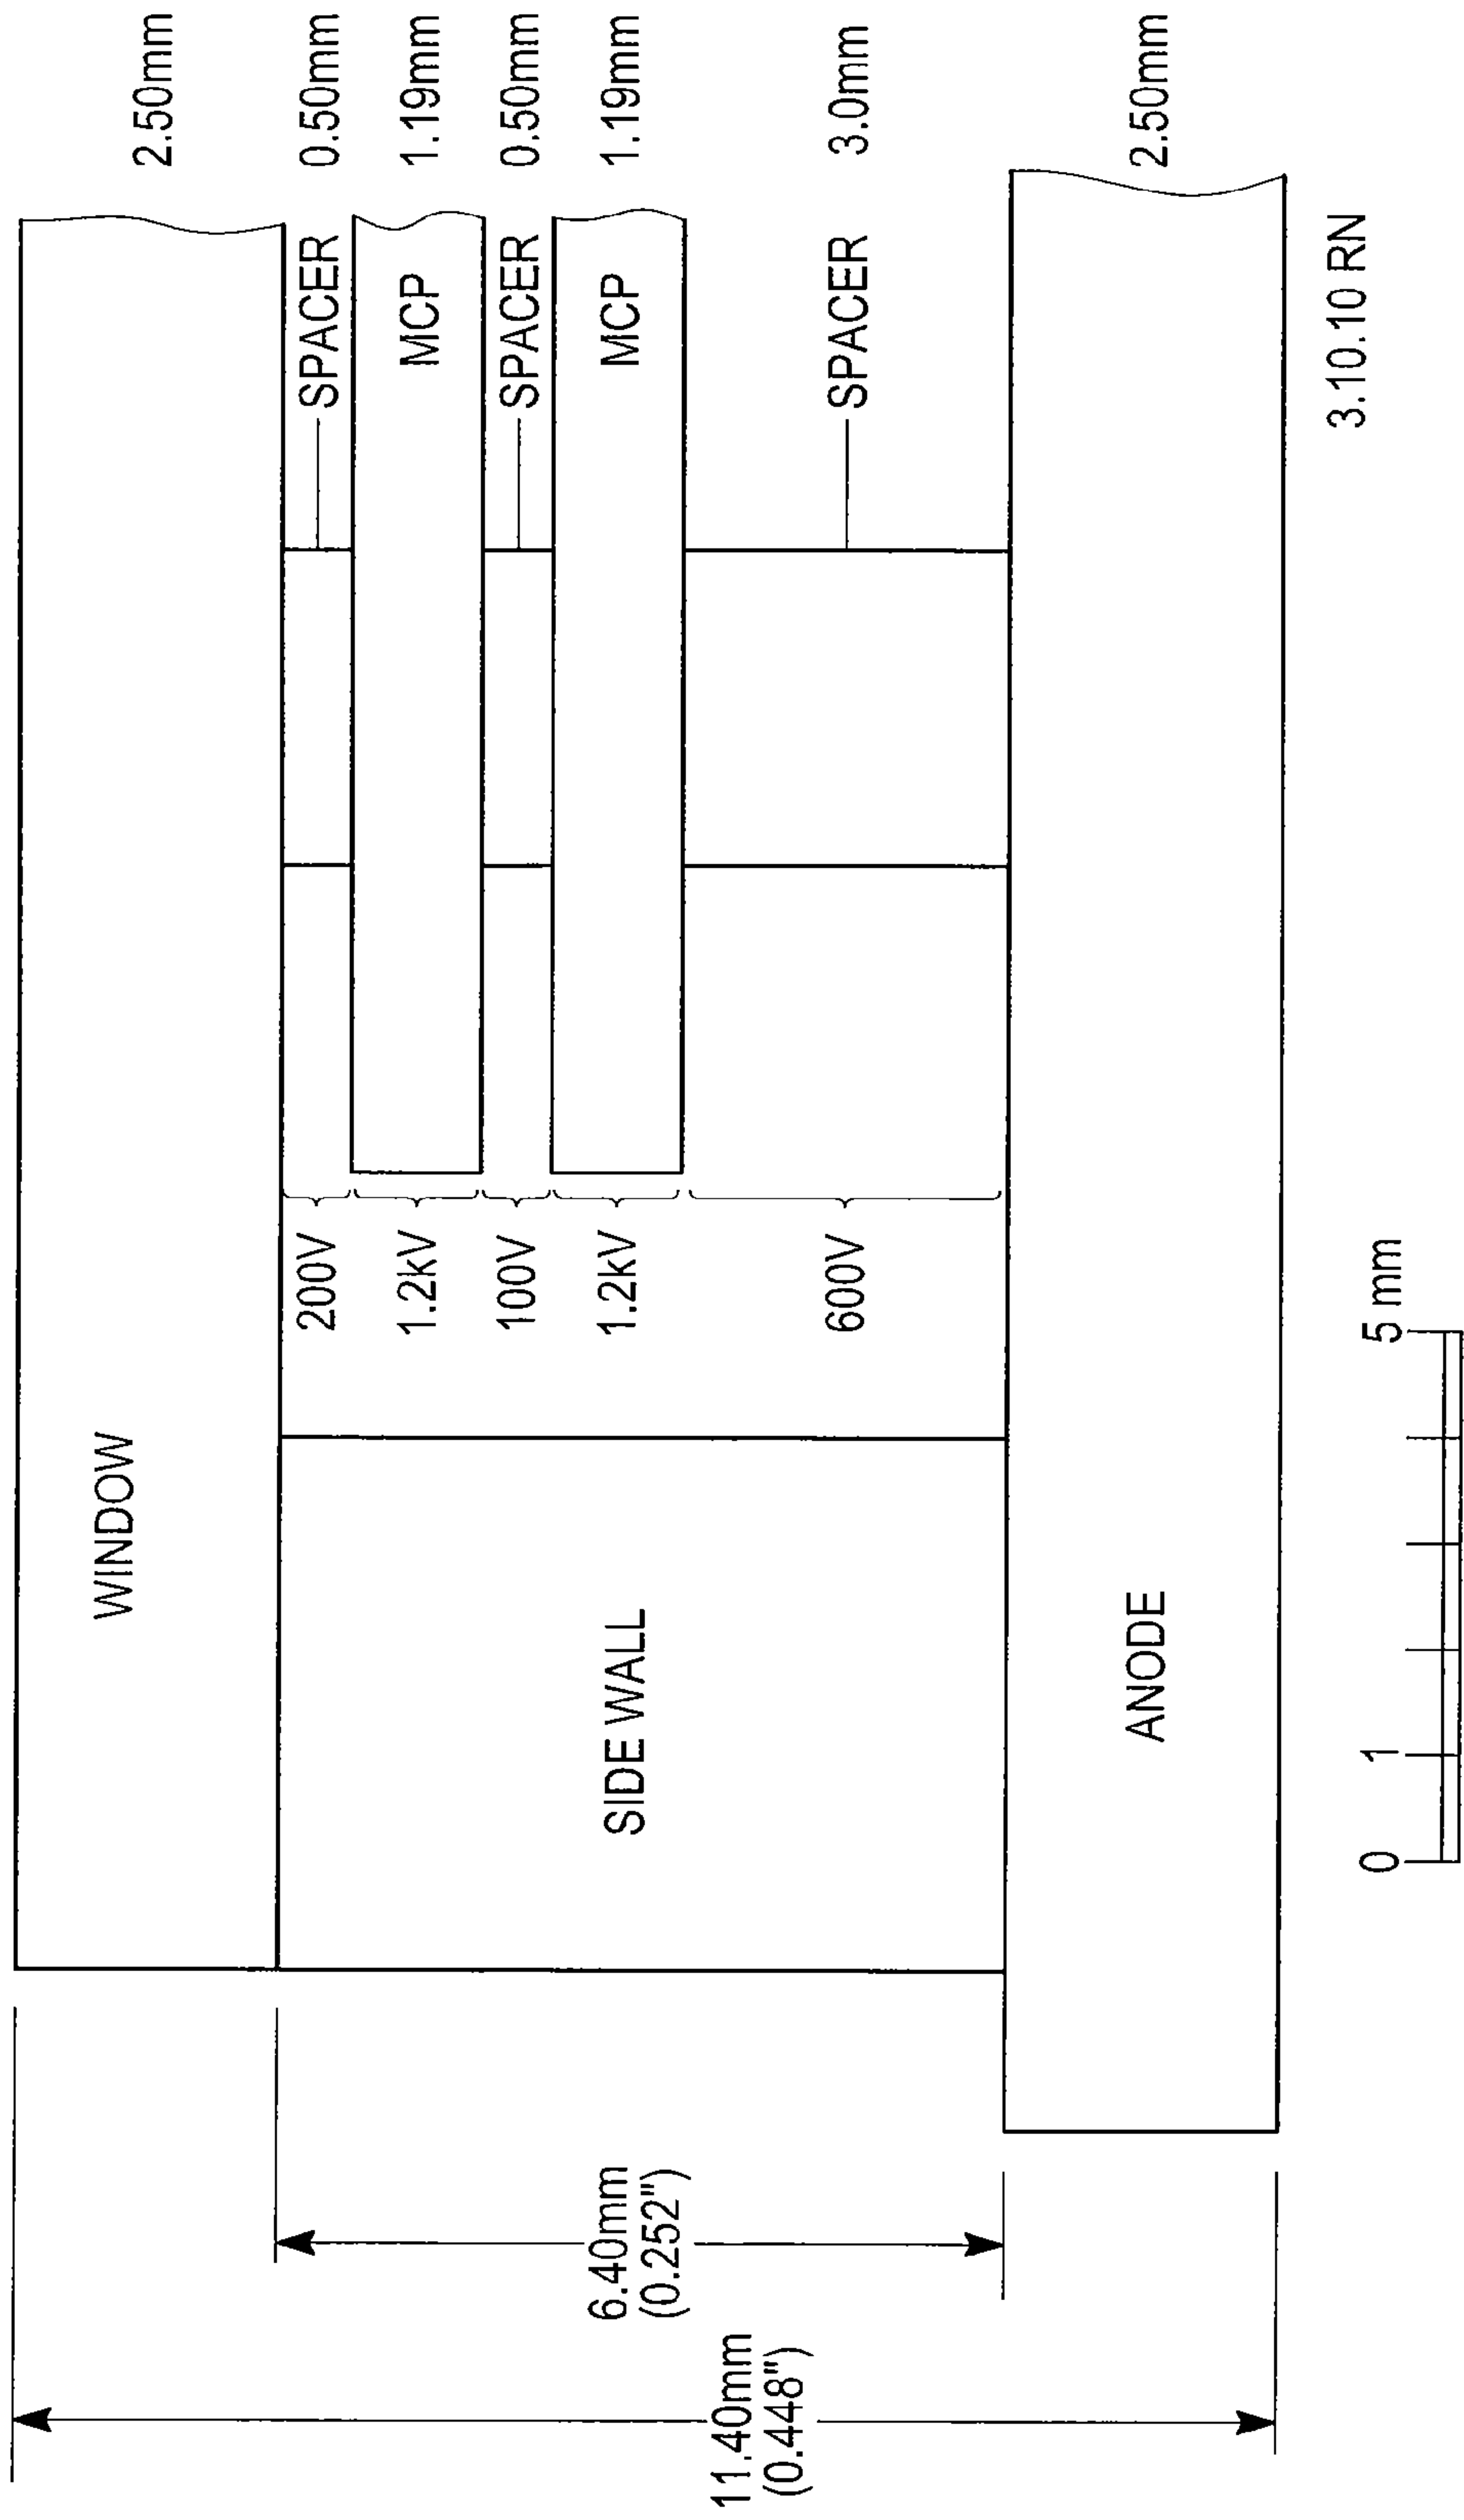 2.50mm
WINDOW
SPACER
0.50mm
200V
MCP
1.19mm
1.2kV
SPACER
0.50mm
100V
SIDE WALL
MCP
1.19mm
1.2kV
6.40mm
(0.252")
SPACER
3.0mm
600V
11.40mm
(0.448")
ANODE
2.50mm
3.10.10 RN
0
1
5 mm